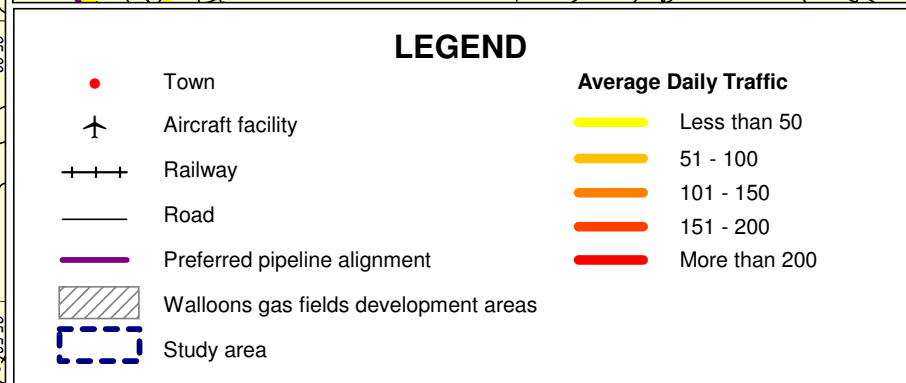 LEGEND
Town
Aircraft facility
Railway
Road
Preferred pipeline alignment
Walloons gas fields development areas
Study area
Average Daily Traffic
Less than 50
51 - 100
101 - 150
151 - 200
More than 200